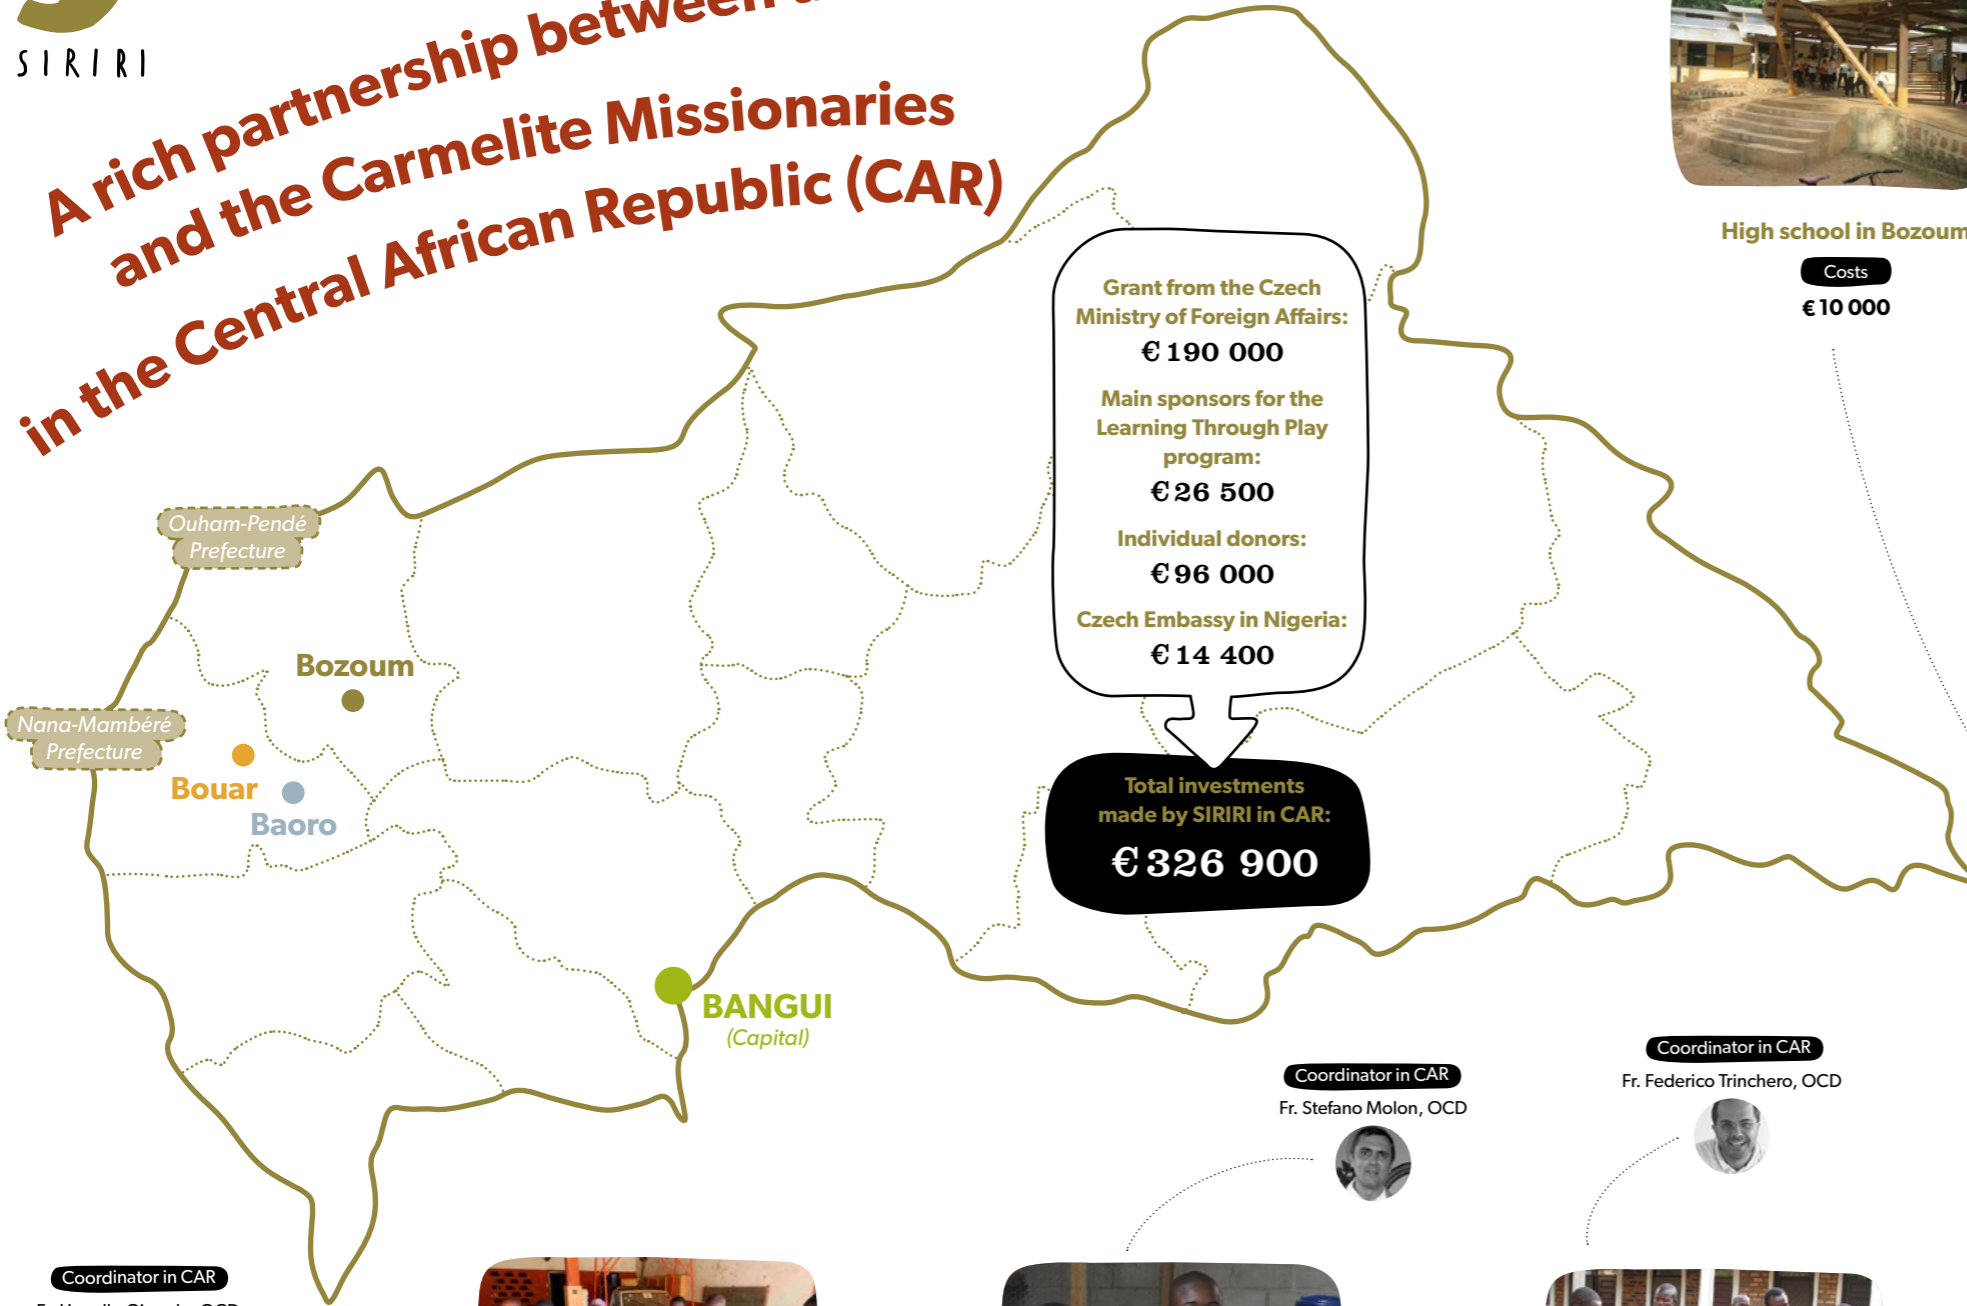 SIRIRI
A rich partnership between
and the Carmelite Missionaries
in the Central African Republic (CAR)
High school in Bozoum
Costs
€ 10 000
Grant from the Czech
Ministry of Foreign Affairs:
€ 190 000
Main sponsors for the
Learning Through Play
program:
€ 26 500
Individual donors:
€ 96 000
Czech Embassy in Nigeria:
€ 14 400
Total investments
made by SIRIRI in CAR:
€ 326 900
Ouham-Pendé
Prefecture
Bozoum
Nana-Mambéré
Prefecture
Bouar
Baoro
BANGUI
(Capital)
Coordinator in CAR
Fr. Stefano Molon, OCD
Coordinator in CAR
Fr. Federico Trinchero, OCD
Coordinator in CAR